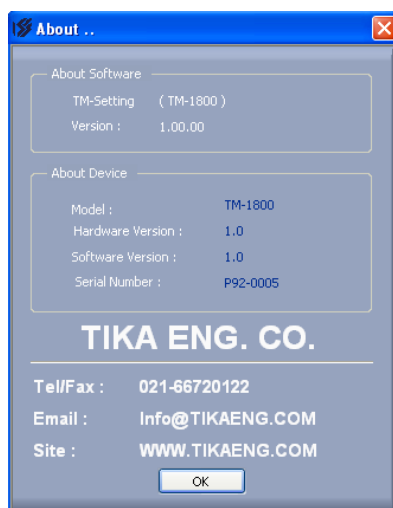 About ..
About Software
TM-Setting ( TM-1800 )
Version : 1.00.00
About Device
Model : TM-1800
Hardware Version : 1.0
Software Version : 1.0
Serial Number : P92-0005
TIKA ENG. CO.
Tel/Fax : 021-66720122
Email : Info@TIKAENG.COM
Site : WWW.TIKAENG.COM
OK